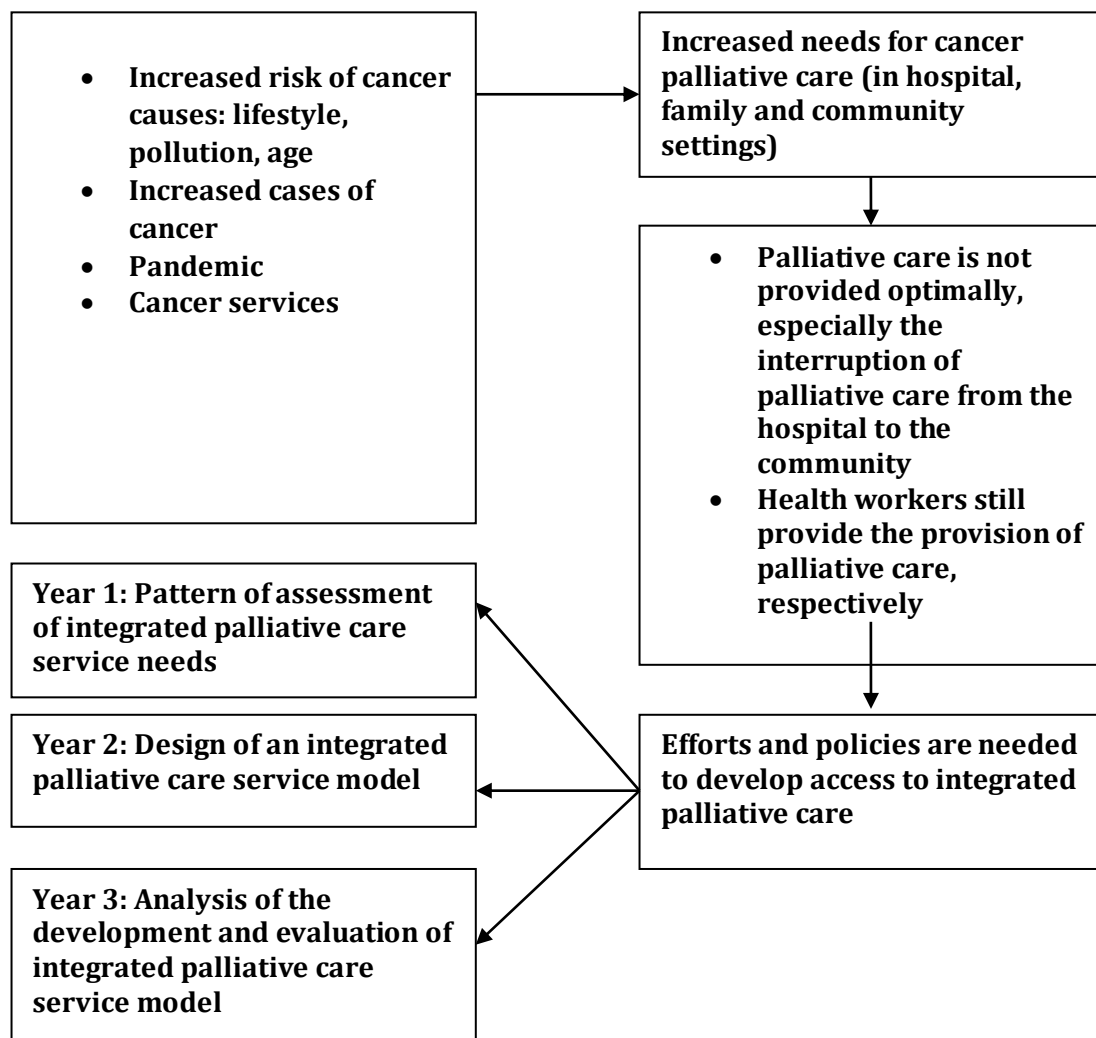 • Increased risk of cancer
causes: lifestyle,
pollution, age
• Increased cases of
cancer
• Pandemic
• Cancer services
Increased needs for cancer
palliative care (in hospital,
family and community
settings)
• Palliative care is not
provided optimally,
especially the
interruption of
palliative care from the
hospital to the
community
• Health workers still
provide the provision of
palliative care,
respectively
Efforts and policies are needed
to develop access to integrated
palliative care
Year 1: Pattern of assessment
of integrated palliative care
service needs
Year 2: Design of an integrated
palliative care service model
Year 3: Analysis of the
development and evaluation of
integrated palliative care
service model